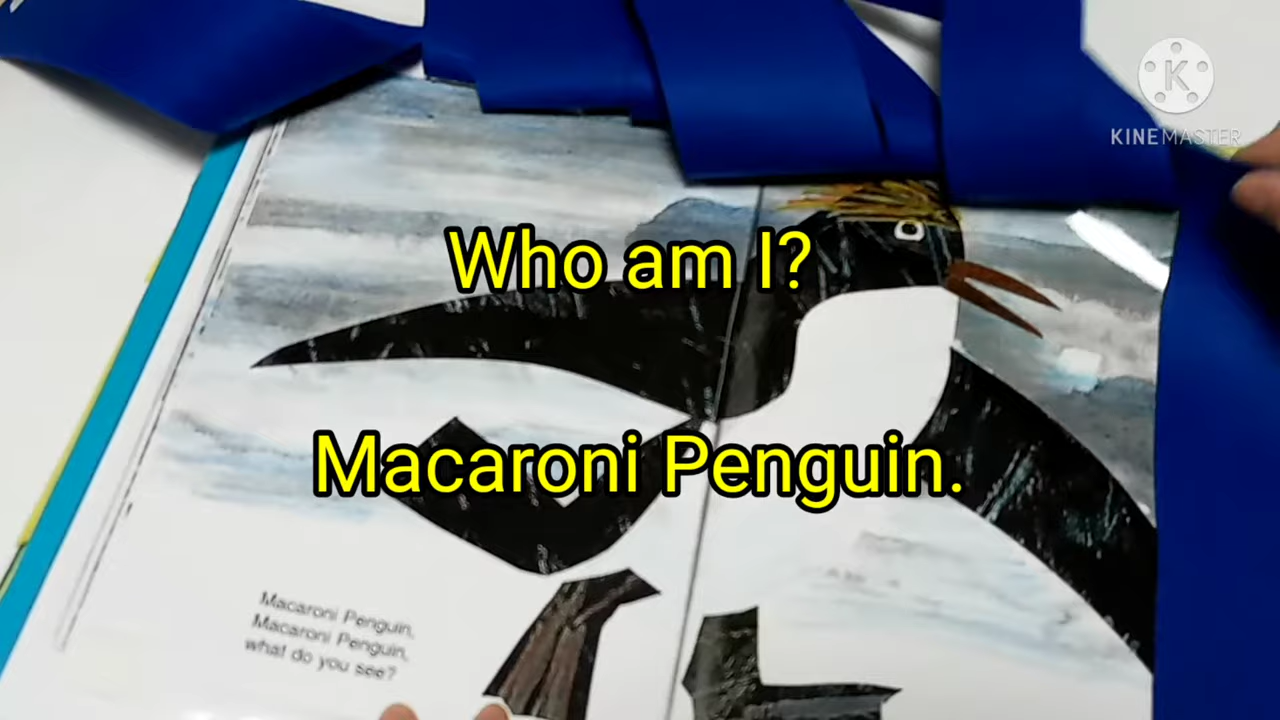 KINEMASTER
Who am I?
Macaroni Penguin.
Macaroni Penguin,
Macaroni Penguin,
what do you see?